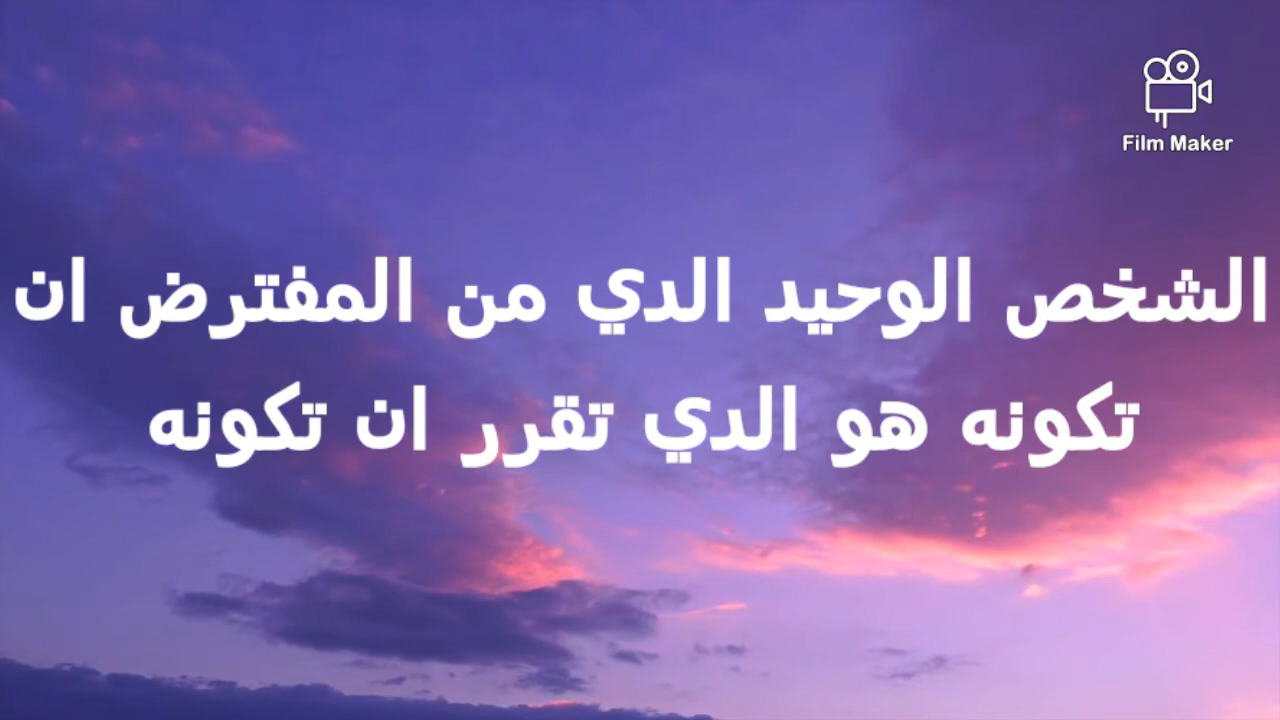 Film Maker
الشخص الوحيد الدي من المفترض ان
تكونه هو الدي تقرر ان تكونه